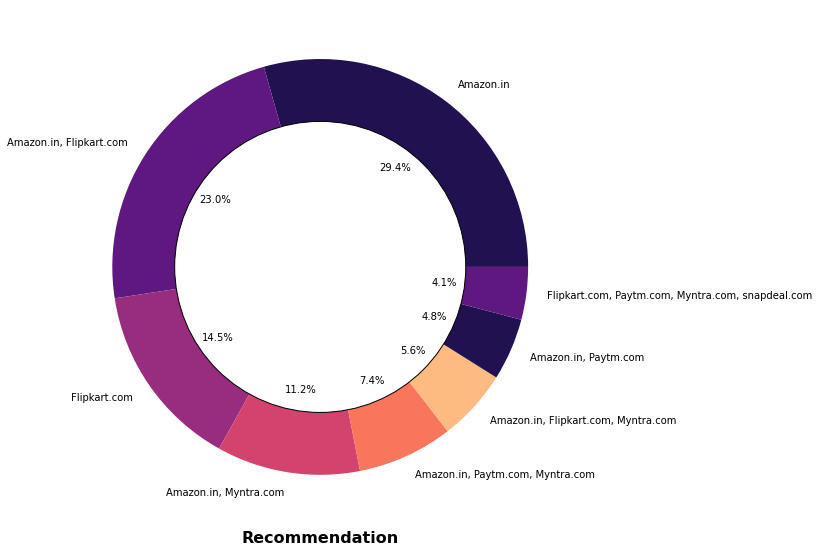 Amazon.in
29.4%
Amazon.in, Flipkart.com
23.0%
Flipkart.com
14.5%
Amazon.in, Myntra.com
11.2%
Amazon.in, Paytm.com, Myntra.com
7.4%
Amazon.in, Flipkart.com, Myntra.com
5.6%
Amazon.in, Paytm.com
4.8%
Flipkart.com, Paytm.com, Myntra.com, snapdeal.com
4.1%
Recommendation